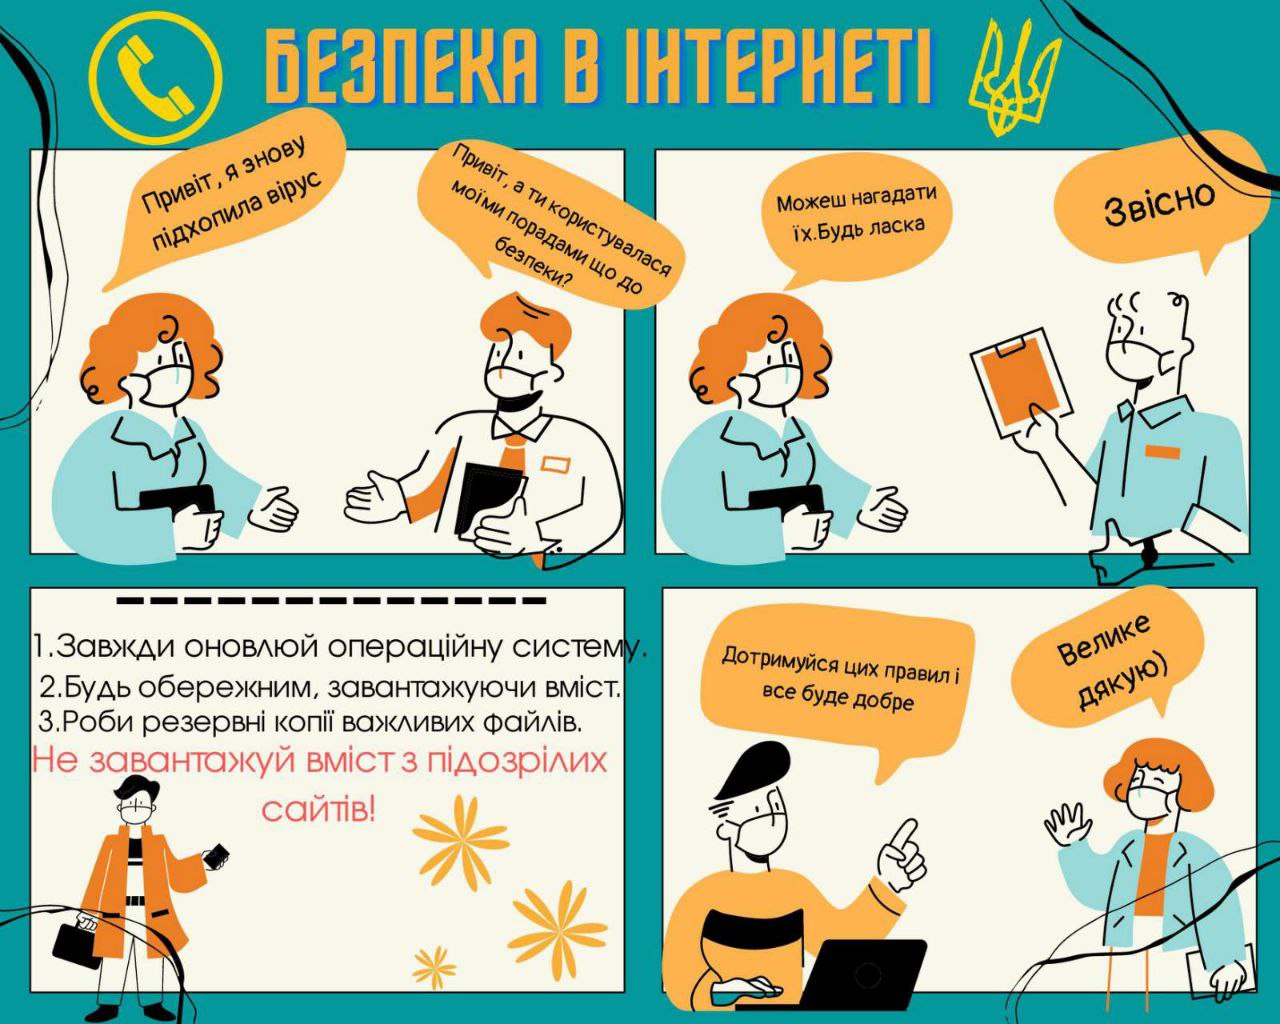 БЕЗПЕКА В ІНТЕРНЕТІ
Привіт, я знову
підхопила вірус
Привіт, а ти користувалася
моїми порадами що до
безпеки?
Можеш нагадати
їх.Будь ласка
Звісно
1.Завжди оновлюй операційну систему.
2.Будь обережним, завантажуючи вміст.
3.Роби резервні копії важливих файлів.
Не завантажуй вміст з підозрілих
сайтів!
Дотримуйся цих правил і
все буде добре
Велике
дякую)